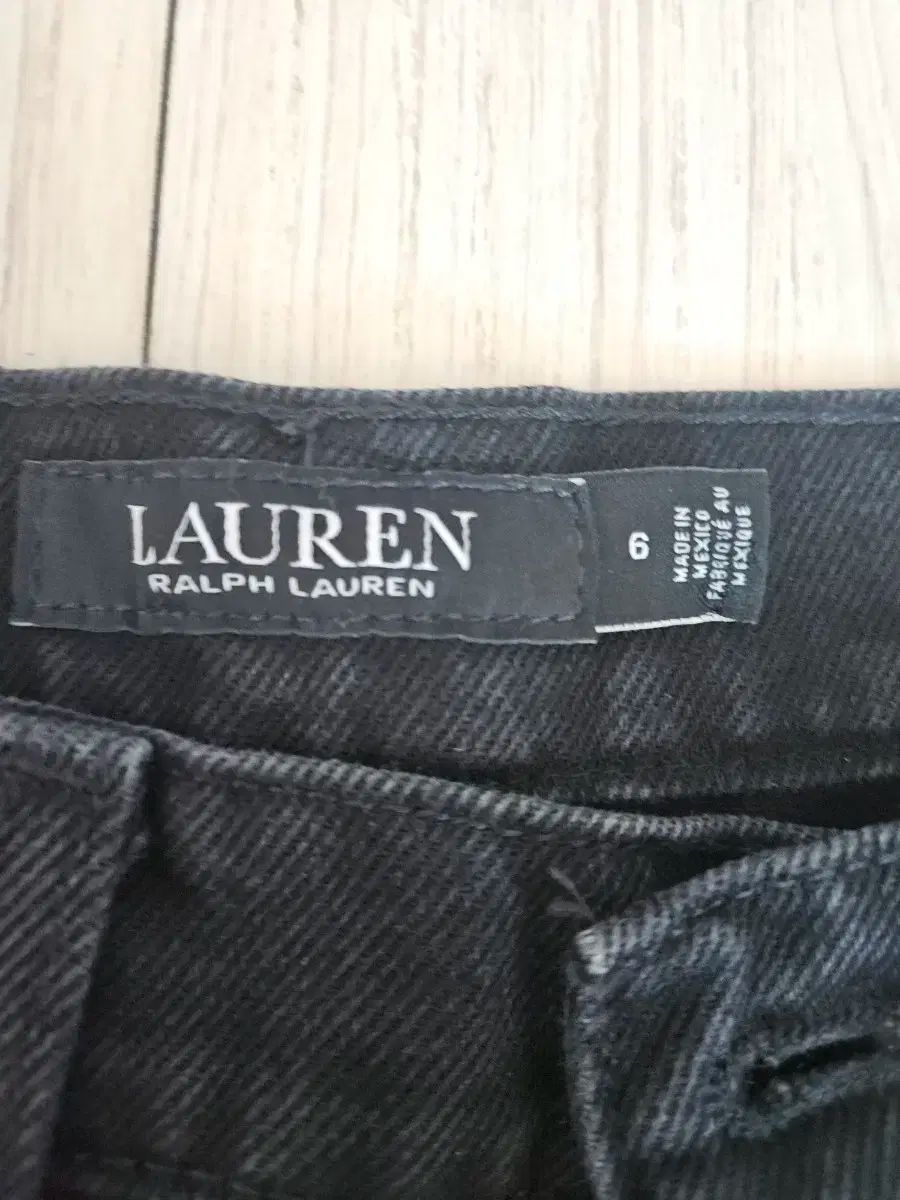 LAUREN
RALPH LAUREN
6
MADE IN
MEXICO
FABRIQUÉ AU
MEXIQUE